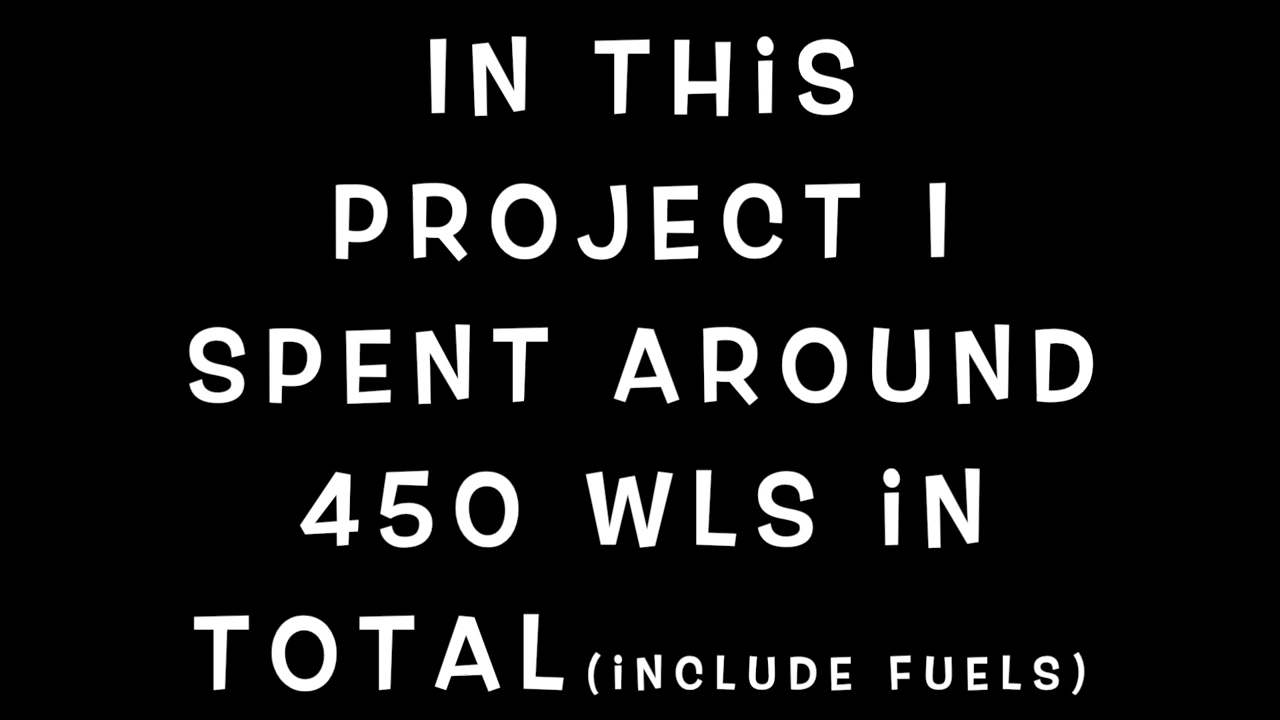 IN THiS
PROJECT I
SPENT AROUND
450 WLS iN
TOTAL(iNCLUDE FUELS)